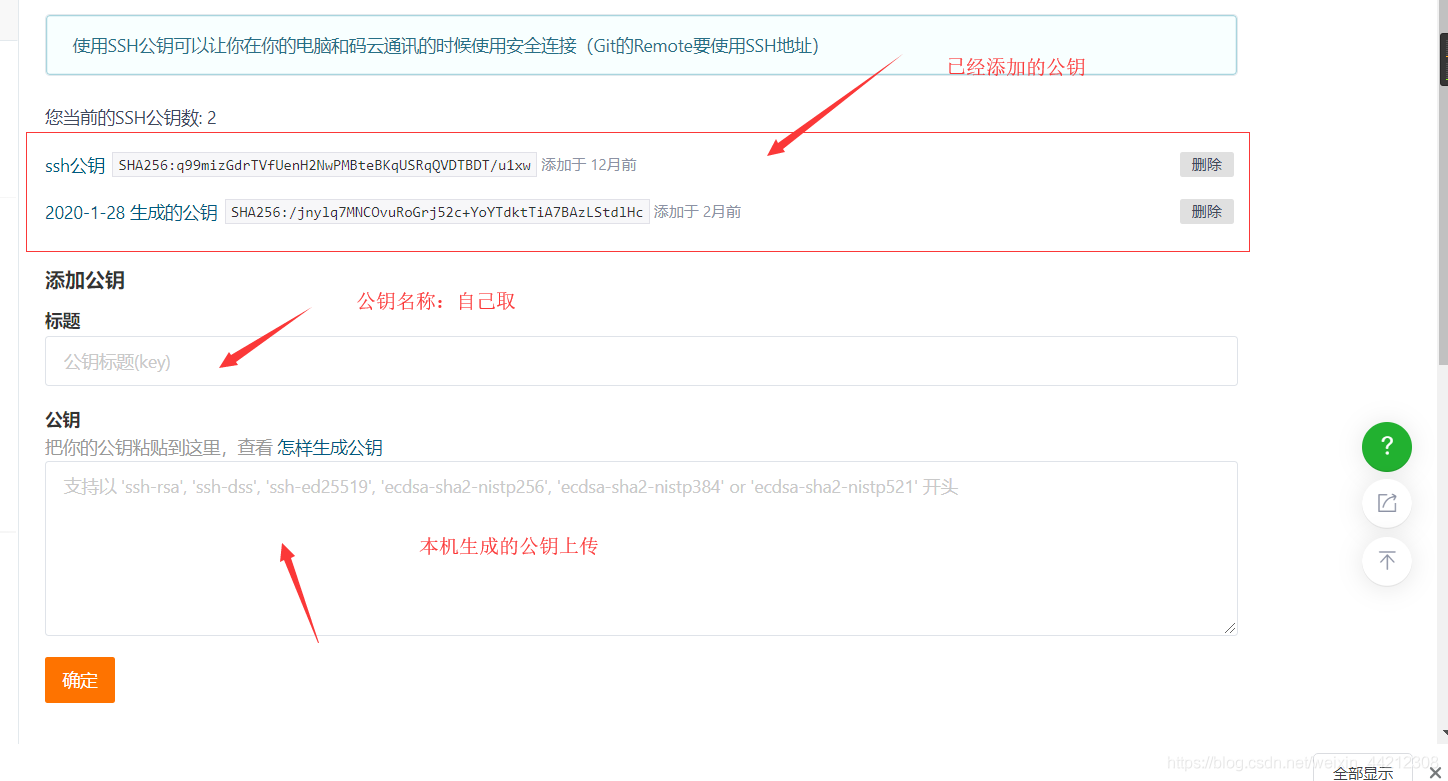 使用SSH公钥可以让你在你的电脑和码云通讯的时候使用安全连接（Git的Remote要使用SSH地址）
已经添加的公钥
您当前的SSH公钥数: 2
ssh公钥 SHA256:q99mizGdrTVfUenH2NwPMBteBKqUSRqQVDTBDT/u1xw 添加于 12月前 删除
2020-1-28 生成的公钥 SHA256:/jnylq7MNCOvuRoGrj52c+YoYTdktTiA7BAzLStdlHc 添加于 2月前 删除
添加公钥
公钥名称：自己取
标题
公钥标题(key)
公钥
把你的公钥粘贴到这里，查看 怎样生成公钥
支持以 'ssh-rsa', 'ssh-dss', 'ssh-ed25519', 'ecdsa-sha2-nistp256', 'ecdsa-sha2-nistp384' or 'ecdsa-sha2-nistp521' 开头
本机生成的公钥上传
确定
https://blog.csdn.net/weixin_44212308
全部显示